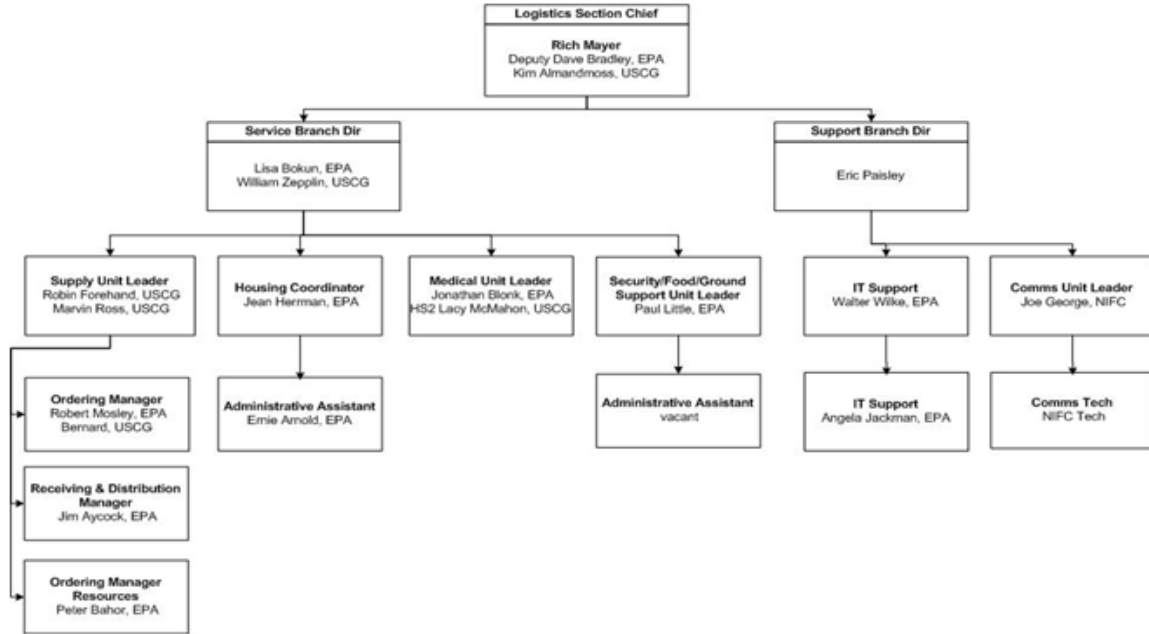 Logistics Section Chief
Rich Mayer
Deputy Dave Bradley, EPA
Kim Almandmoss, USCG
Service Branch Dir
Lisa Bokun, EPA
William Zepplin, USCG
Support Branch Dir
Eric Paisley
Supply Unit Leader
Robin Forehand, USCG
Marvin Ross, USCG
Housing Coordinator
Jean Herrman, EPA
Medical Unit Leader
Jonathan Blonk, EPA
HS2 Lacy McMahon, USCG
Security/Food/Ground
Support Unit Leader
Paul Little, EPA
IT Support
Walter Wilke, EPA
Comms Unit Leader
Joe George, NIFC
Ordering Manager
Robert Mosley, EPA
Bernard, USCG
Administrative Assistant
Ernie Arnold, EPA
Administrative Assistant
vacant
IT Support
Angela Jackman, EPA
Comms Tech
NIFC Tech
Receiving & Distribution
Manager
Jim Aycock, EPA
Ordering Manager
Resources
Peter Bahor, EPA